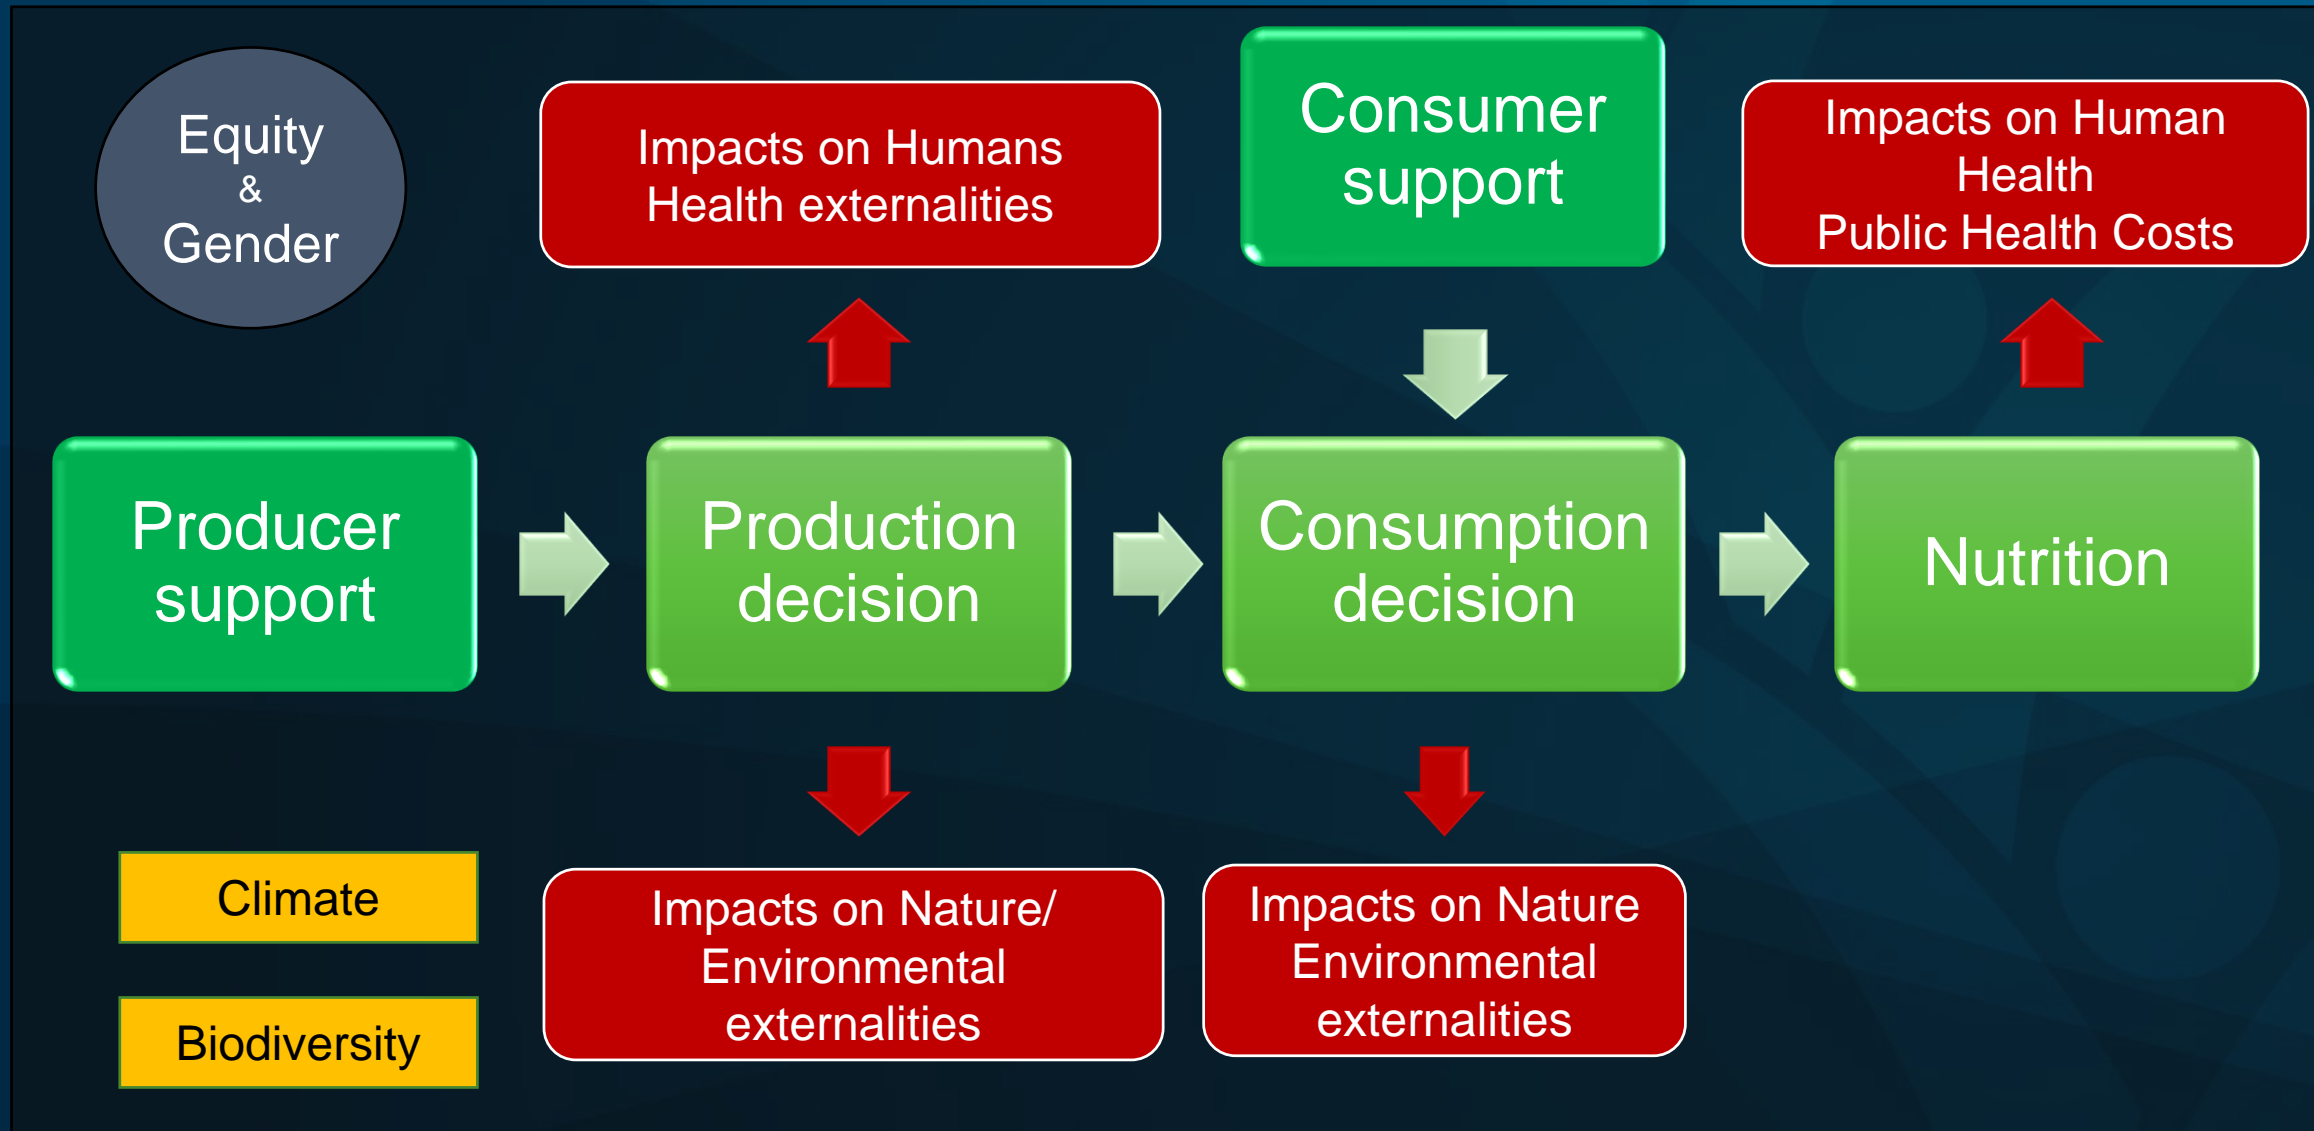 Equity
&
Gender
Impacts on Humans
Health externalities
Consumer
support
Impacts on Human
Health
Public Health Costs
Producer
support
Production
decision
Consumption
decision
Nutrition
Climate
Biodiversity
Impacts on Nature/
Environmental
externalities
Impacts on Nature
Environmental
externalities